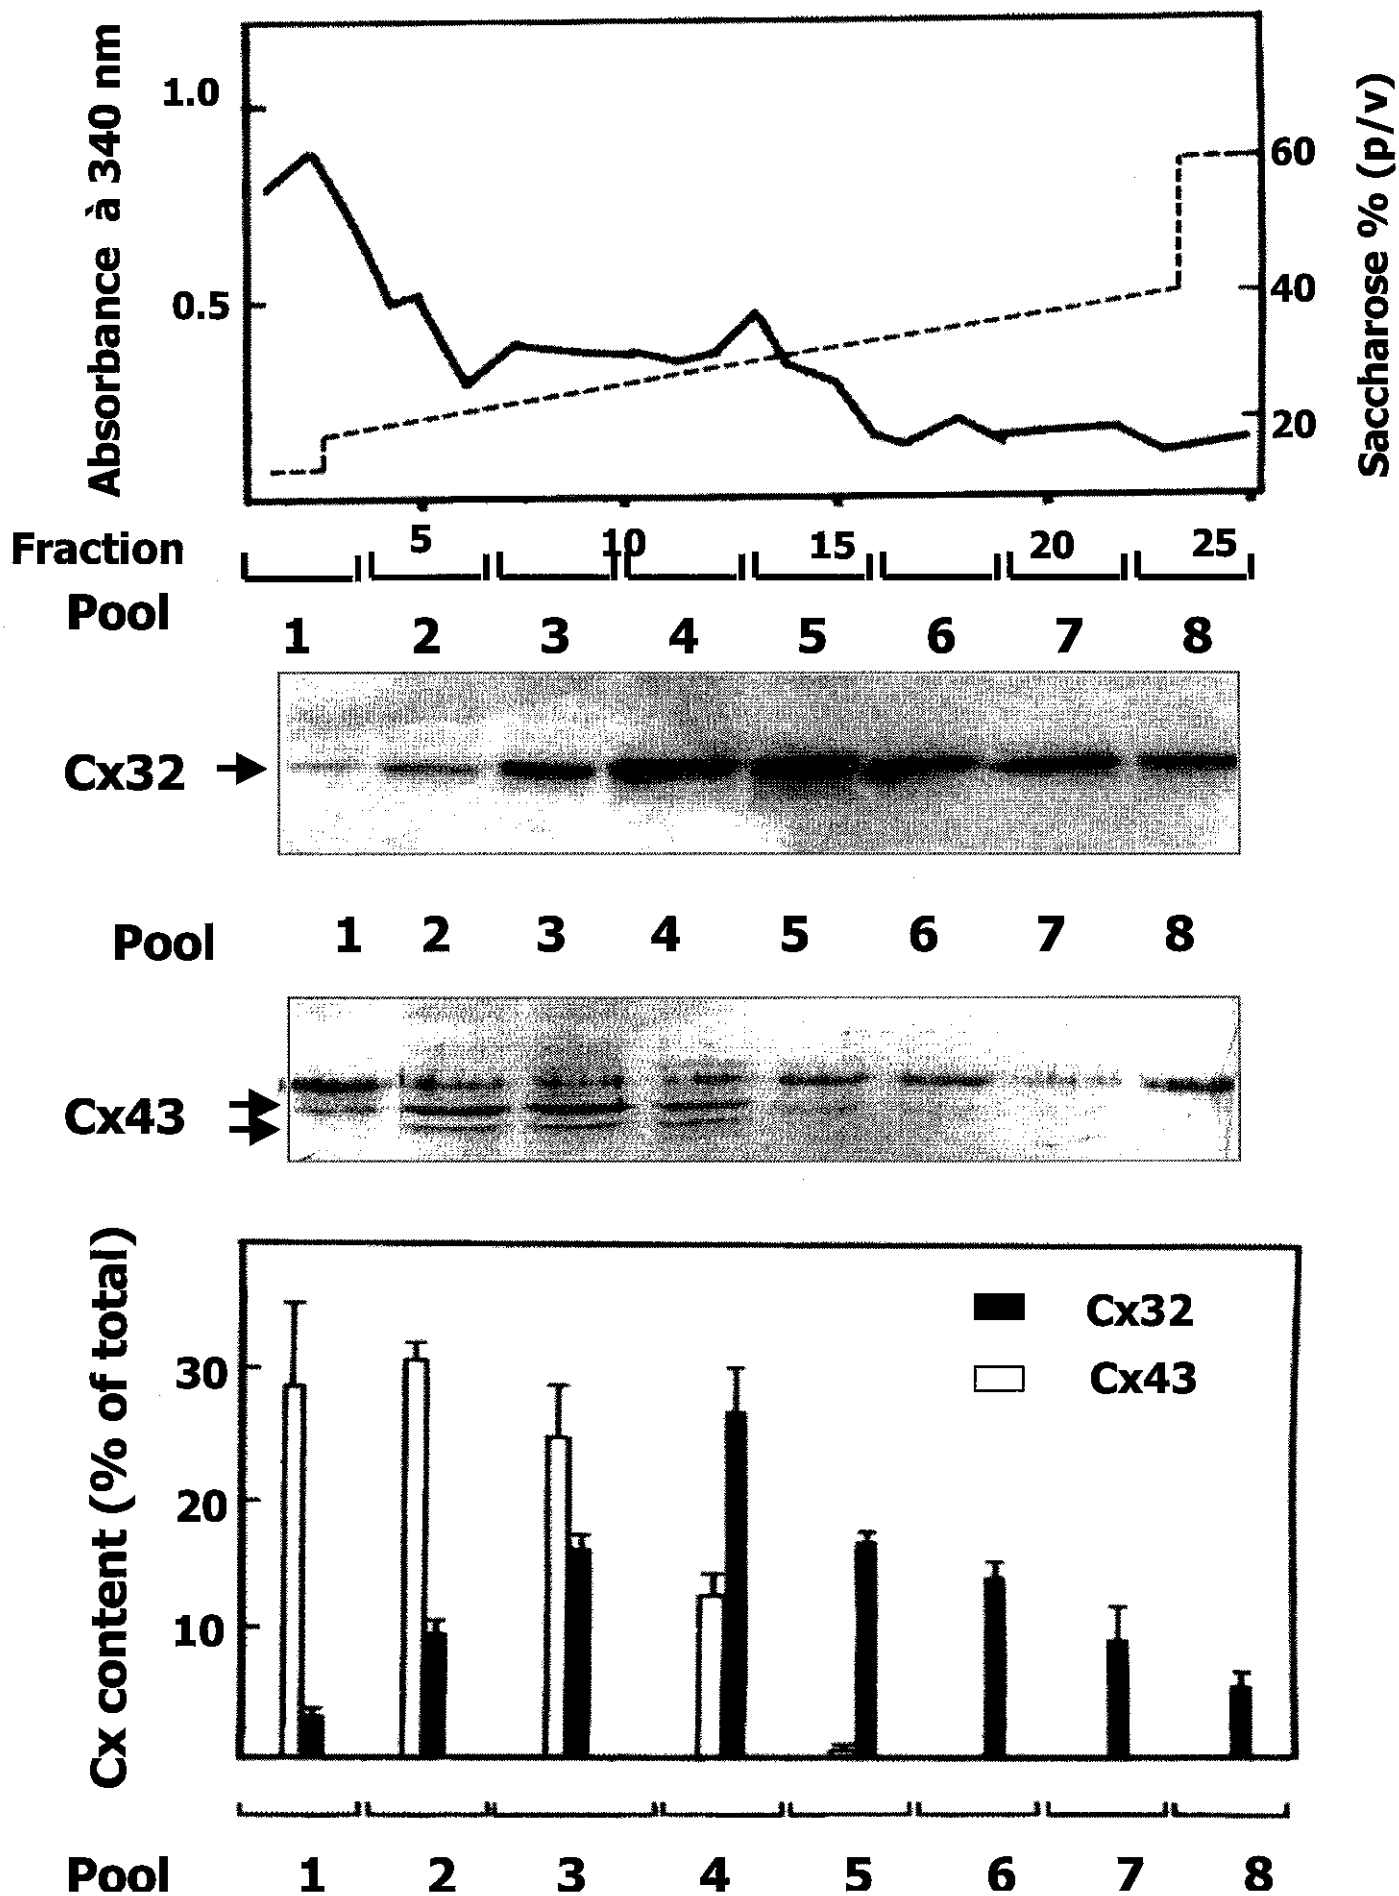 Absorbance à 340 nm
1.0
0.5
Saccharose % (p/v)
60
40
20
Fraction 5 10 15 20 25
Pool 1 2 3 4 5 6 7 8
Cx32
Pool 1 2 3 4 5 6 7 8
Cx43
Cx content (% of total)
30
20
10
Cx32
Cx43
Pool 1 2 3 4 5 6 7 8